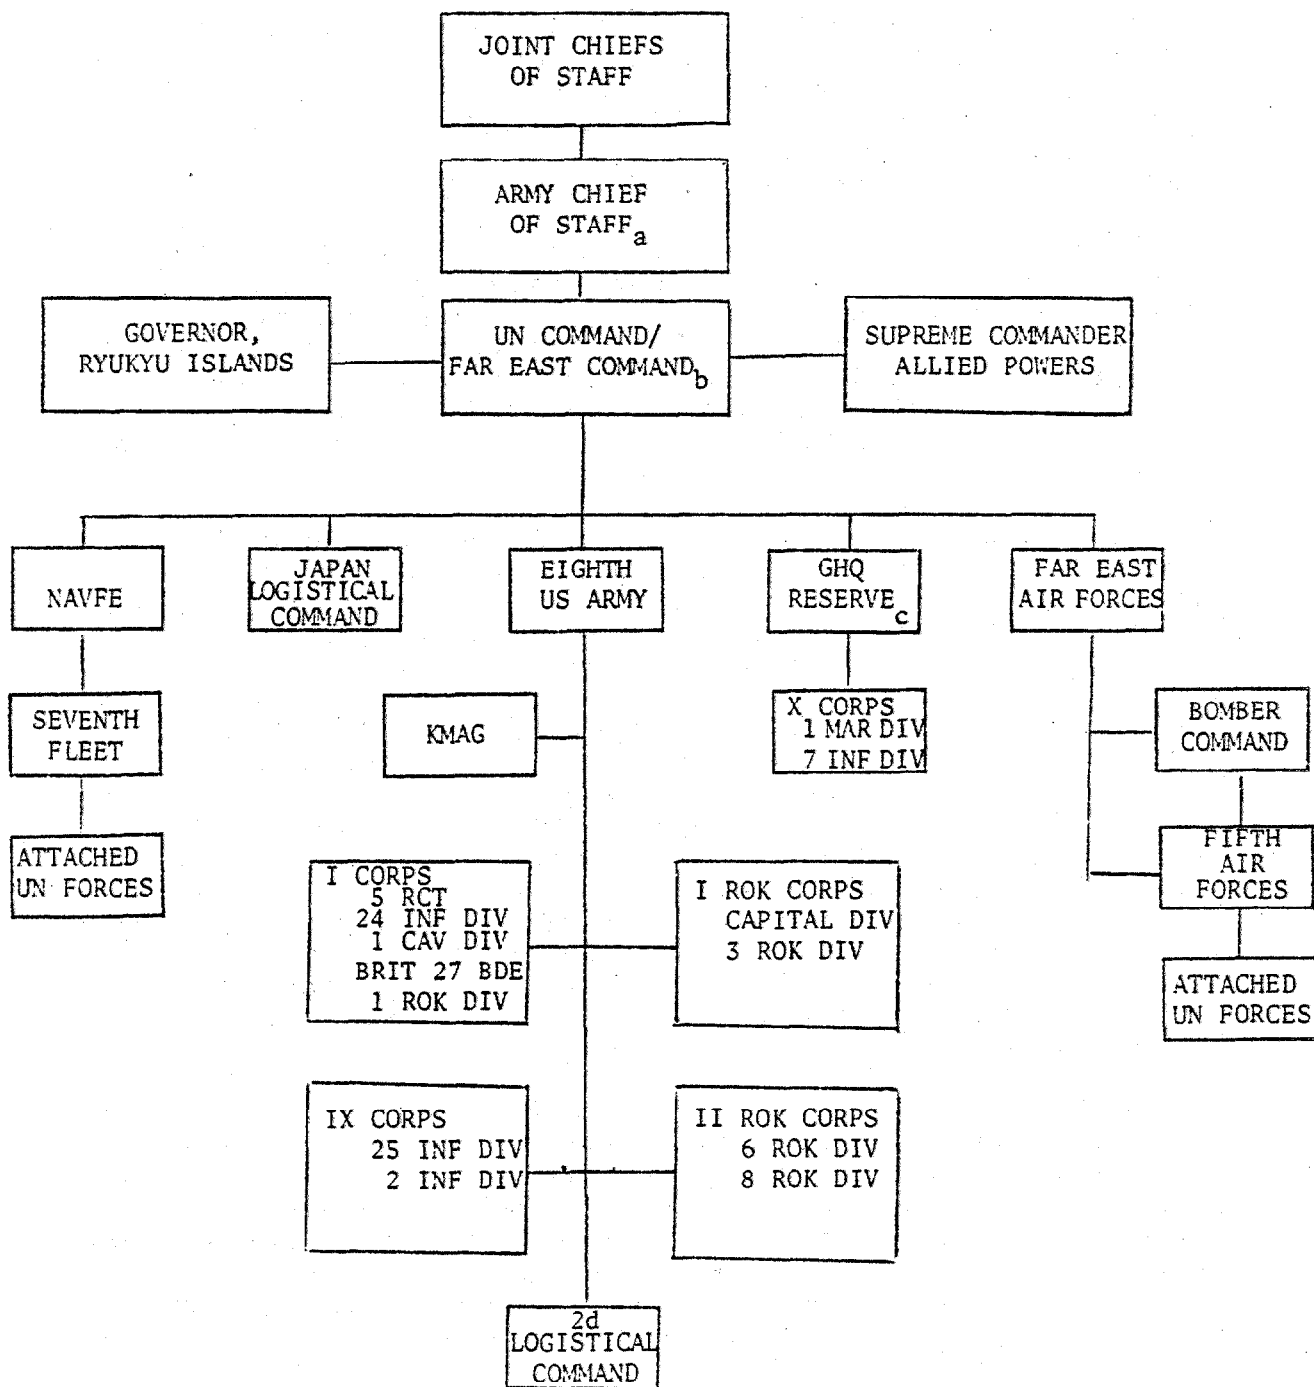 JOINT CHIEFS
OF STAFF
ARMY CHIEF
OF STAFFa
GOVERNOR,
RYUKYU ISLANDS
UN COMMAND/
FAR EAST COMMANDb
SUPREME COMMANDER
ALLIED POWERS
NAVFE
JAPAN
LOGISTICAL
COMMAND
EIGHTH
US ARMY
GHQ
RESERVEc
FAR EAST
AIR FORCES
SEVENTH
FLEET
KMAG
X CORPS
1 MAR DIV
7 INF DIV
BOMBER
COMMAND
ATTACHED
UN FORCES
I CORPS
5 RCT
24 INF DIV
1 CAV DIV
BRIT 27 BDE
1 ROK DIV
I ROK CORPS
CAPITAL DIV
3 ROK DIV
FIFTH
AIR
FORCES
ATTACHED
UN FORCES
IX CORPS
25 INF DIV
2 INF DIV
II ROK CORPS
6 ROK DIV
8 ROK DIV
2d
LOGISTICAL
COMMAND